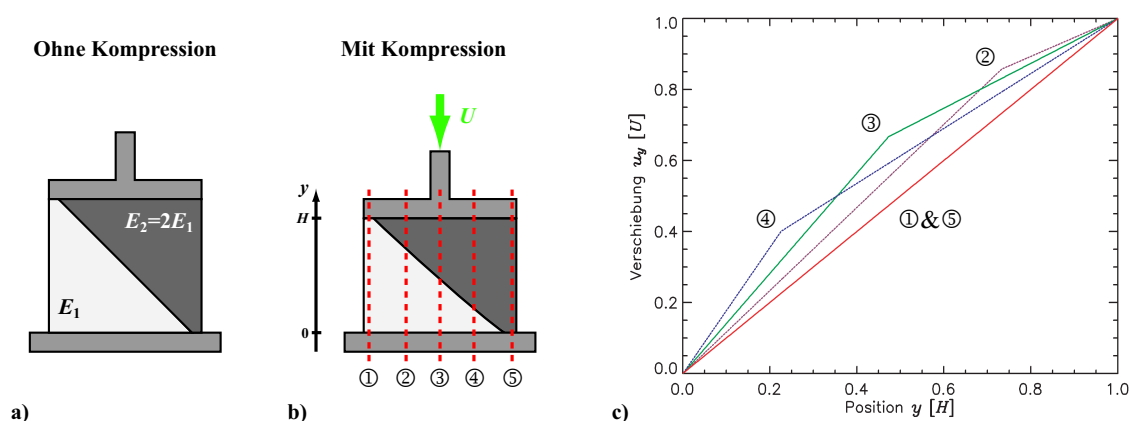 Ohne Kompression
E₂=2E₁
E₁
a)
Mit Kompression
U
y
H
0
① ② ③ ④ ⑤
b)
Verschiebung u_y [U]
1.0
0.8
0.6
0.4
0.2
0.0
②
③
④
①&⑤
0.0 0.2 0.4 0.6 0.8 1.0
Position y [H]
c)